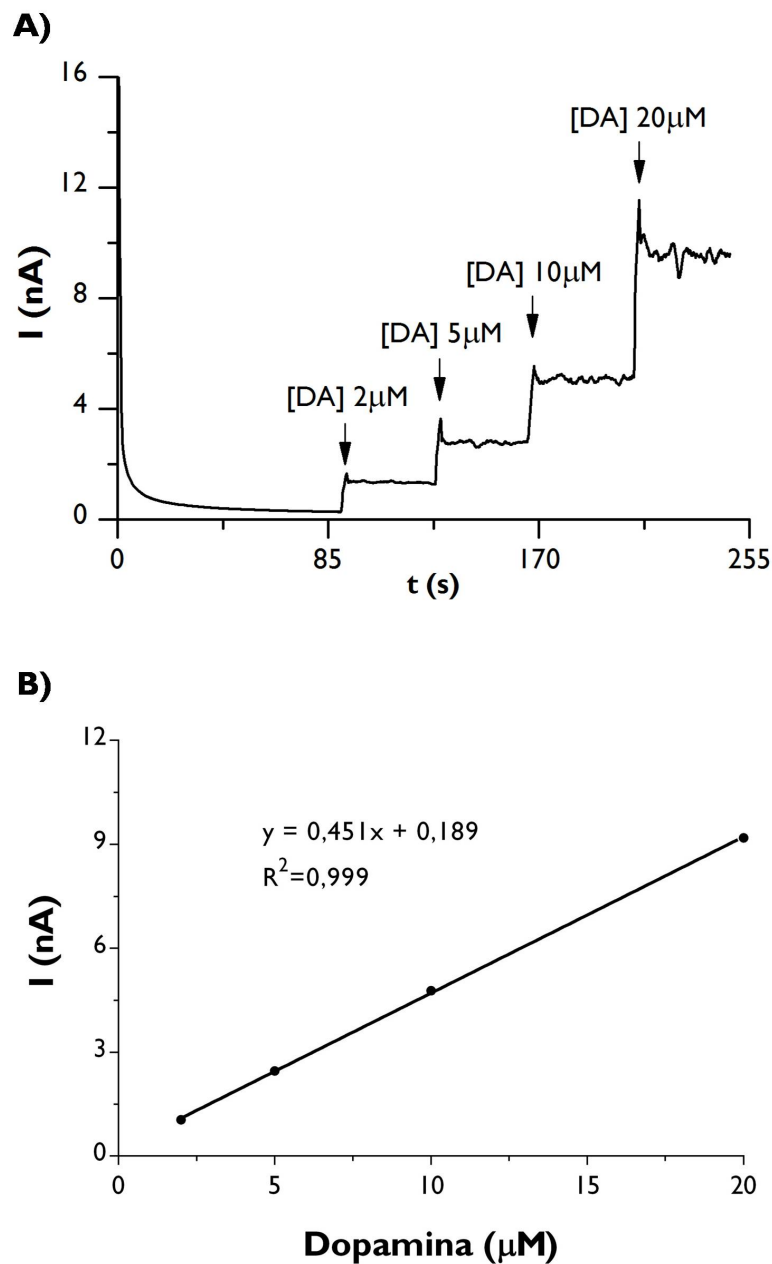 A)
16
12
8
4
0
I (nA)
[DA] 20μM
[DA] 10μM
[DA] 5μM
[DA] 2μM
0 85 170 255
t (s)
B)
12
9
6
3
0
I (nA)
y = 0,451x + 0,189
R²=0,999
0 5 10 15 20
Dopamina (μM)